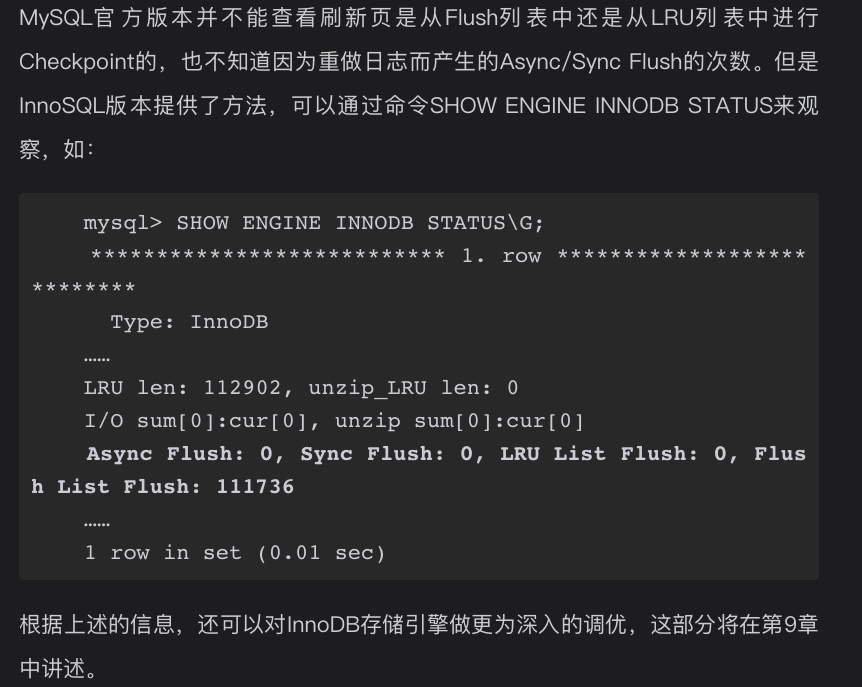 MySQL官方版本并不能查看刷新页是从Flush列表中还是从LRU列表中进行
Checkpoint的，也不知道因为重做日志而产生的Async/Sync Flush的次数。但是
InnoSQL版本提供了方法，可以通过命令SHOW ENGINE INNODB STATUS来观
察，如：
mysql> SHOW ENGINE INNODB STATUS\G;
*************************** 1. row *******************
********
Type: InnoDB
……
LRU len: 112902, unzip_LRU len: 0
I/O sum[0]:cur[0], unzip sum[0]:cur[0]
Async Flush: 0, Sync Flush: 0, LRU List Flush: 0, Flus
h List Flush: 111736
……
1 row in set (0.01 sec)
根据上述的信息，还可以对InnoDB存储引擎做更为深入的调优，这部分将在第9章
中讲述。